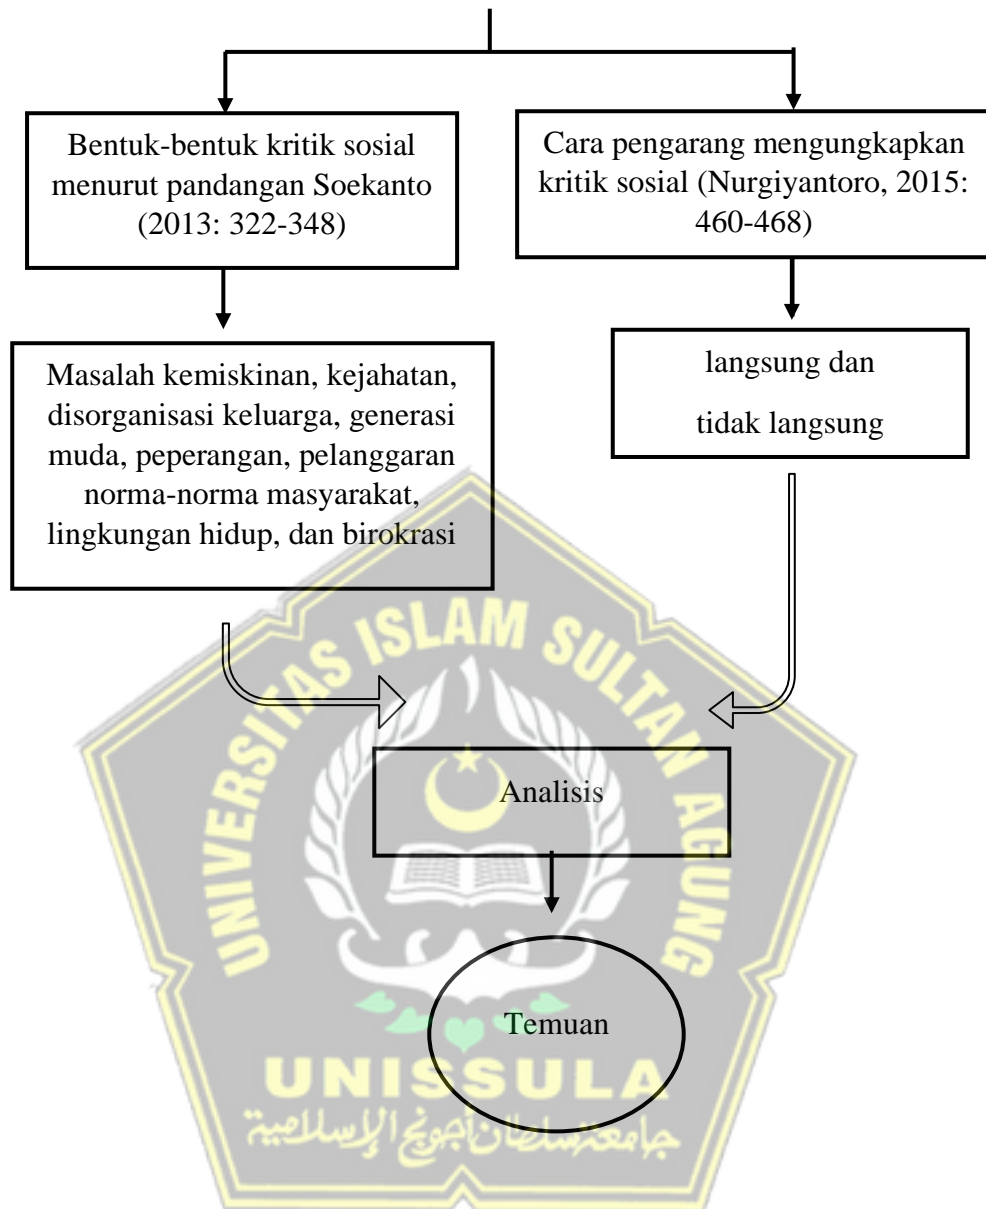 Bentuk-bentuk kritik sosial
menurut pandangan Soekanto
(2013: 322-348)
Cara pengarang mengungkapkan
kritik sosial (Nurgiyantoro, 2015:
460-468)
Masalah kemiskinan, kejahatan,
disorganisasi keluarga, generasi
muda, peperangan, pelanggaran
norma-norma masyarakat,
lingkungan hidup, dan birokrasi
langsung dan
tidak langsung
UNIVERSITAS ISLAM SULTAN AGUNG
Analisis
Temuan
UNISSULA
جامعنسلطان أجونج الإسلامية